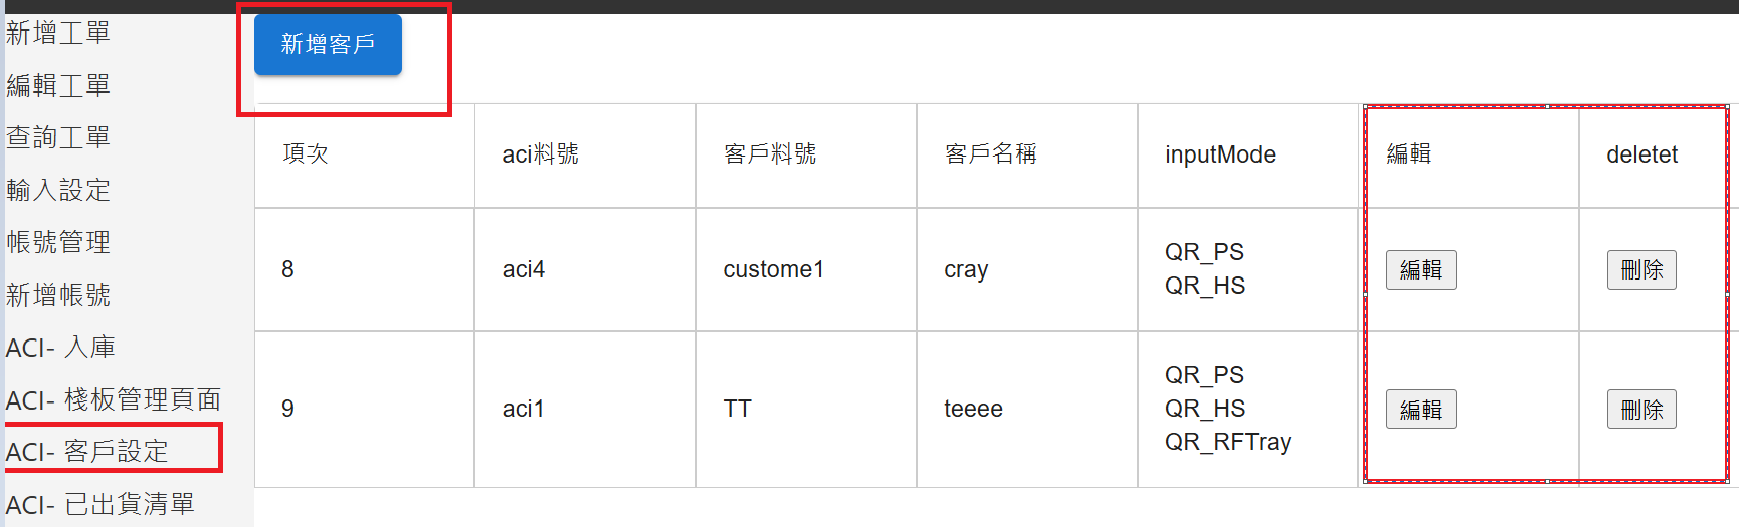 新增工單
編輯工單
查詢工單
輸入設定
帳號管理
新增帳號
ACI- 入庫
ACI- 棧板管理頁面
ACI- 客戶設定
ACI- 已出貨清單
新增客戶
項次 aci料號 客戶料號 客戶名稱 inputMode 編輯 deletet
8 aci4 custome1 cray QR_PS 編輯 刪除
QR_HS
9 aci1 TT teeee QR_PS 編輯 刪除
QR_HS
QR_RFTray